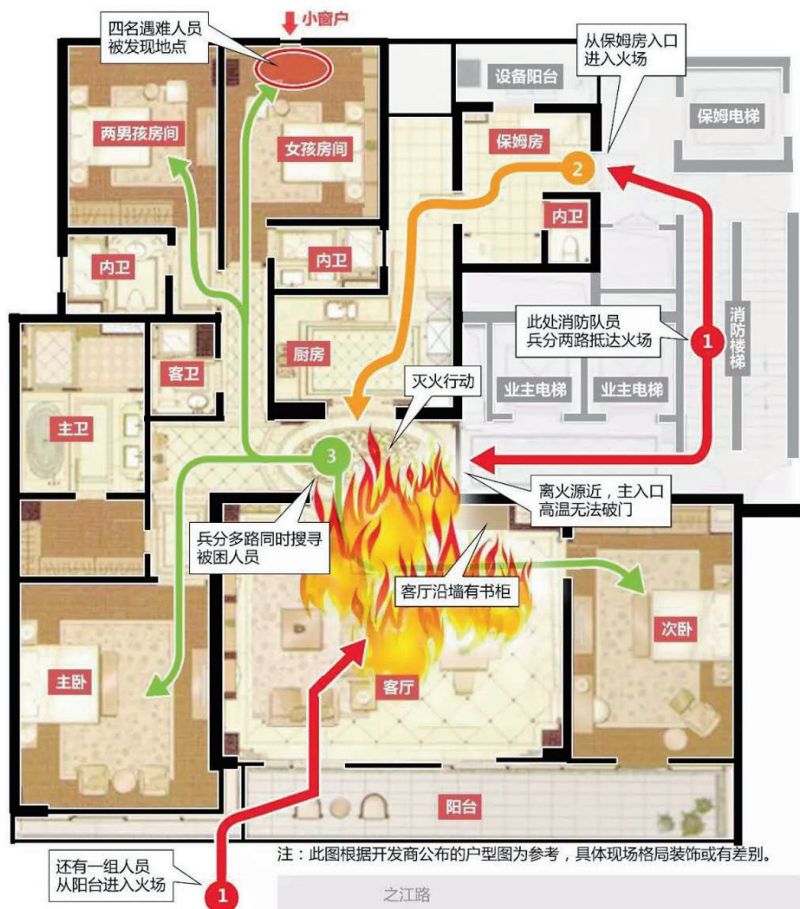 小窗户
四名遇难人员
被发现地点
从保姆房入口
进入火场
设备阳台
保姆电梯
两男孩房间
女孩房间
保姆房
2
内卫
内卫
内卫
此处消防队员
兵分两路抵达火场
1
消防楼梯
厨房
客卫
灭火行动
业主电梯
业主电梯
主卫
3
离火源近，主入口
高温无法破门
兵分多路同时搜寻
被困人员
客厅沿墙有书柜
次卧
主卧
客厅
阳台
注：此图根据开发商公布的户型图为参考，具体现场格局装饰或有差别。
还有一组人员
从阳台进入火场
1
之江路